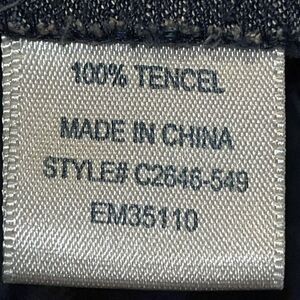 100% TENCEL
MADE IN CHINA
STYLE# C2646-549
EM35110